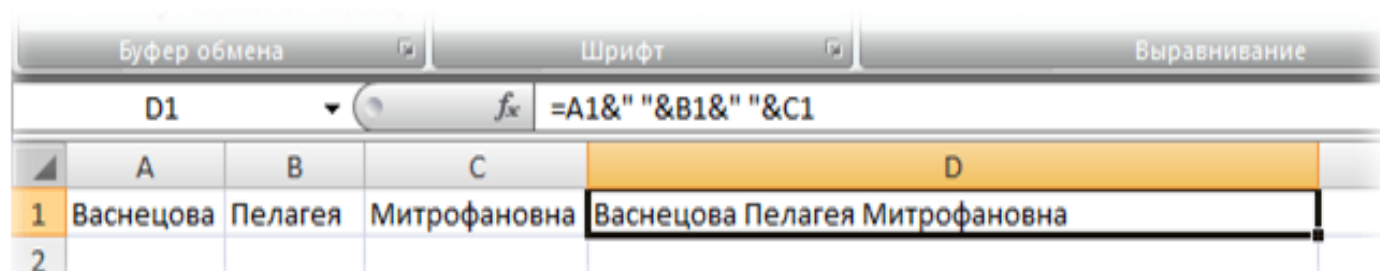 Буфер обмена Шрифт Выравнивание
D1 fx =A1&" "&B1&" "&C1
A B C D
1 Васнецова Пелагея Митрофановна Васнецова Пелагея Митрофановна
2